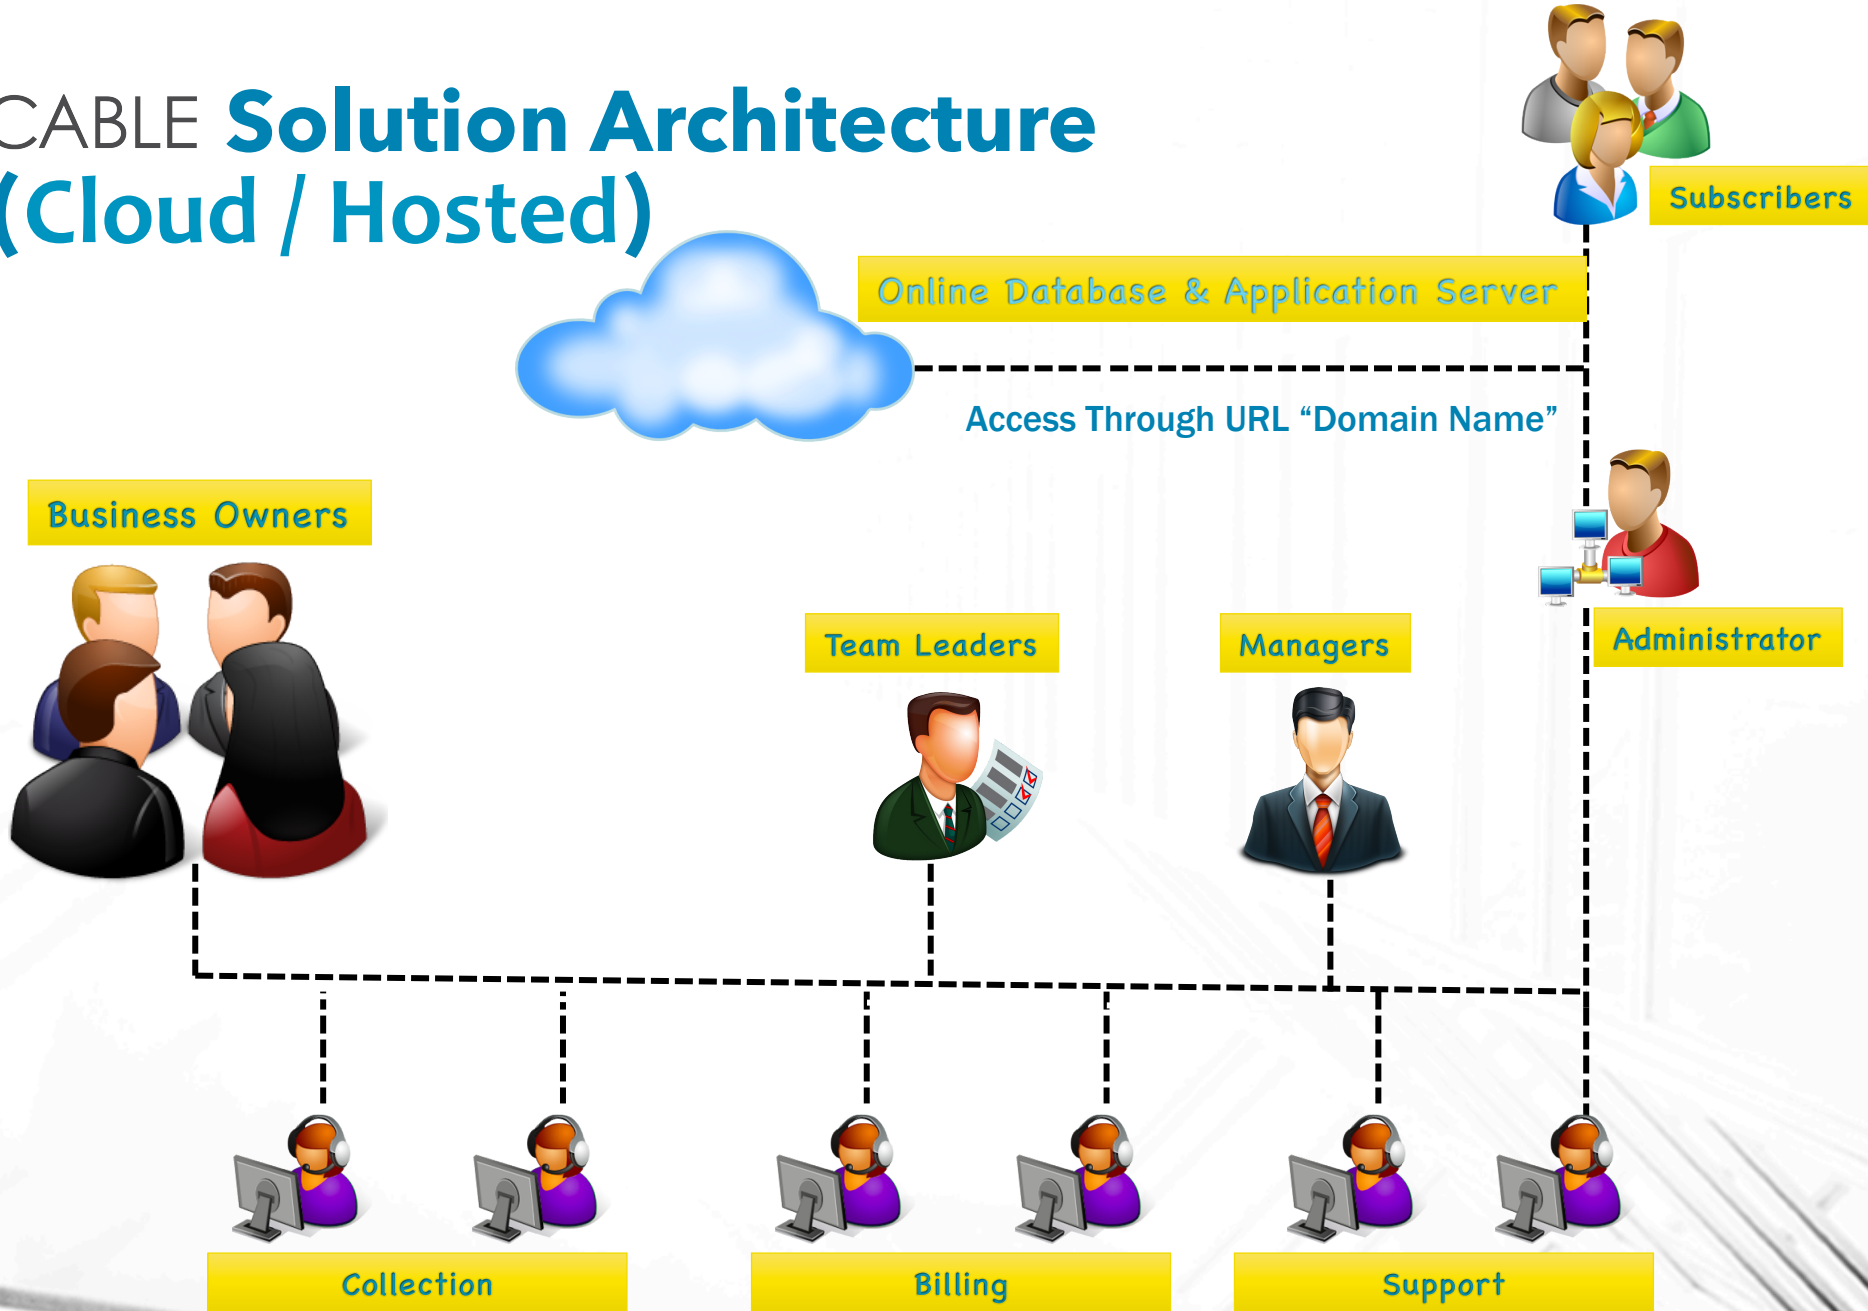 CABLE Solution Architecture
(Cloud / Hosted)
Subscribers
Online Database & Application Server
Access Through URL “Domain Name”
Business Owners
Team Leaders
Managers
Administrator
Collection
Billing
Support